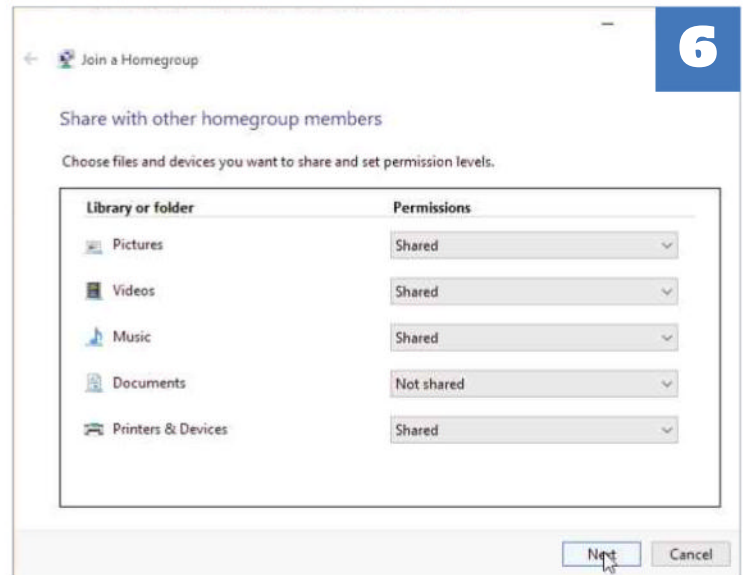 6
Join a Homegroup
Share with other homegroup members
Choose files and devices you want to share and set permission levels.
Library or folder Permissions
Pictures Shared
Videos Shared
Music Shared
Documents Not shared
Printers & Devices Shared
Next Cancel